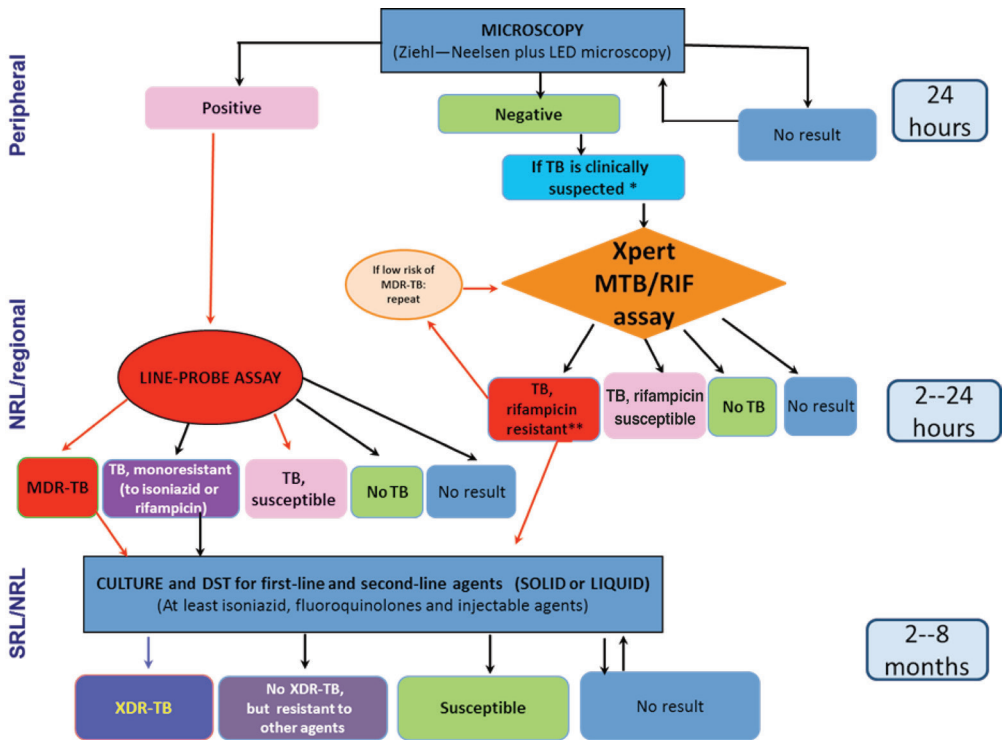 MICROSCOPY
(Ziehl—Neelsen plus LED microscopy)
Peripheral
Positive
Negative
No result
24
hours
If TB is clinically
suspected *
Xpert
MTB/RIF
assay
If low risk of
MDR-TB:
repeat
NRL/regional
LINE-PROBE ASSAY
TB,
rifampicin
resistant**
TB, rifampicin
susceptible
No TB
No result
2--24
hours
MDR-TB
TB, monoresistant
(to isoniazid or
rifampicin)
TB,
susceptible
No TB
No result
SRL/NRL
CULTURE and DST for first-line and second-line agents (SOLID or LIQUID)
(At least isoniazid, fluoroquinolones and injectable agents)
2--8
months
XDR-TB
No XDR-TB,
but resistant to
other agents
Susceptible
No result